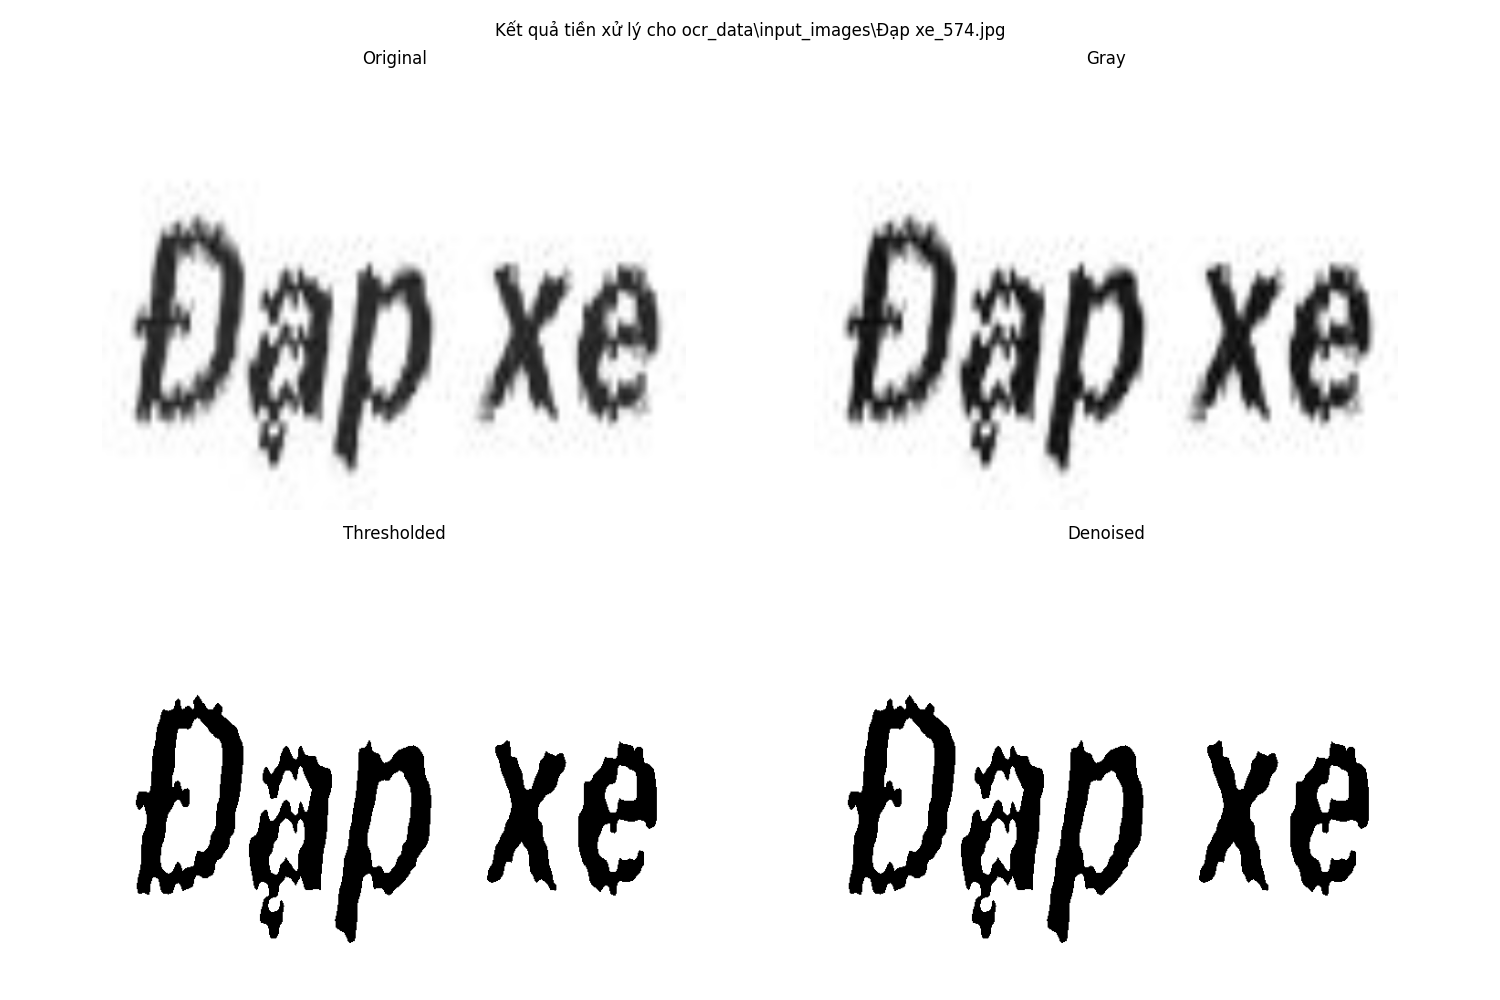 Kết quả tiền xử lý cho ocr_data\input_images\Đạp xe_574.jpg
Original
Gray
Đạp xe
Đạp xe
Thresholded
Denoised
Đạp xe
Đạp xe